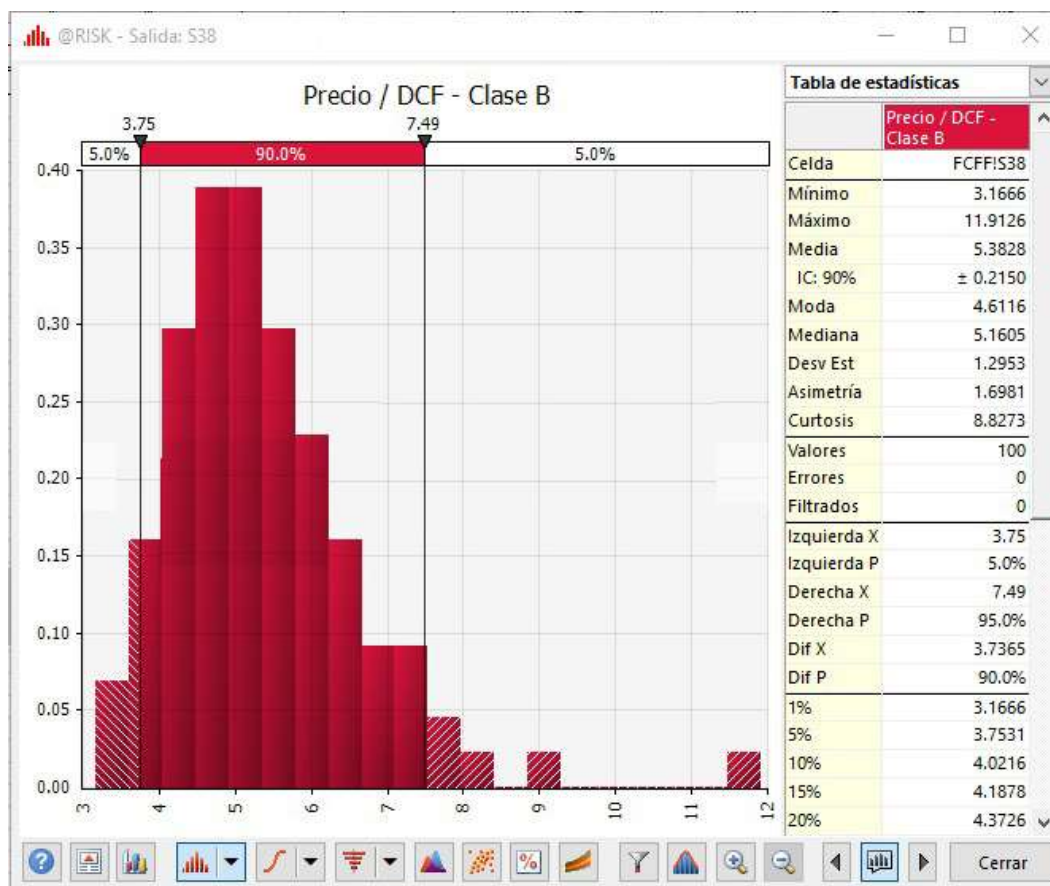 @RISK - Salida: S38
Precio / DCF - Clase B
3.75 7.49
5.0% 90.0% 5.0%
0.40
0.35
0.30
0.25
0.20
0.15
0.10
0.05
0.00
3 4 5 6 7 8 9 10 11 12
Tabla de estadísticas
Precio / DCF -
Clase B
Celda FCFF!S38
Mínimo 3.1666
Máximo 11.9126
Media 5.3828
IC: 90% ± 0.2150
Moda 4.6116
Mediana 5.1605
Desv Est 1.2953
Asimetría 1.6981
Curtosis 8.8273
Valores 100
Errores 0
Filtrados 0
Izquierda X 3.75
Izquierda P 5.0%
Derecha X 7.49
Derecha P 95.0%
Dif X 3.7365
Dif P 90.0%
1% 3.1666
5% 3.7531
10% 4.0216
15% 4.1878
20% 4.3726
Cerrar